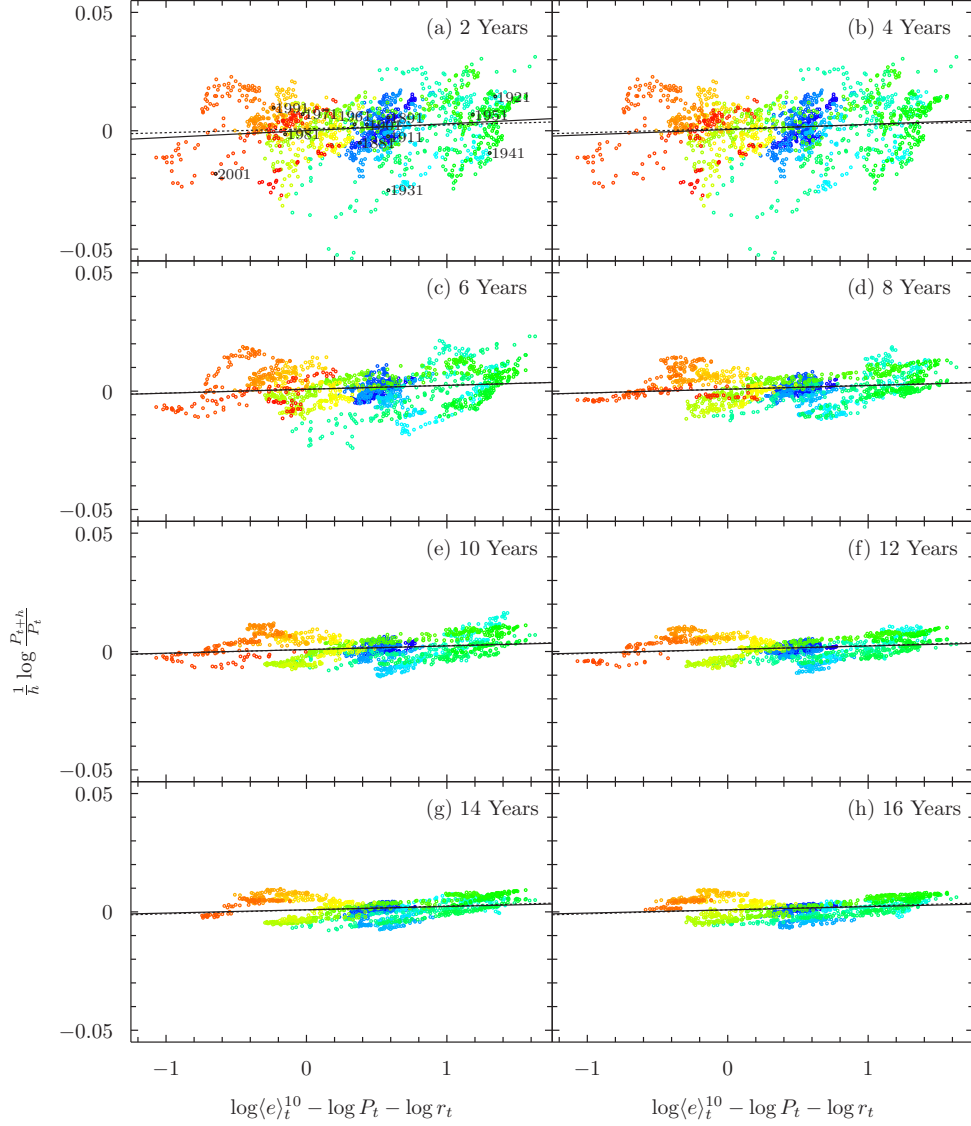 0.05
(a) 2 Years
(b) 4 Years
1991
1971
1961
1891
1921
1951
0
1981
1881
1911
1941
2001
1931
−0.05
0.05
(c) 6 Years
(d) 8 Years
0
−0.05
0.05
(e) 10 Years
(f) 12 Years
0
−0.05
0.05
(g) 14 Years
(h) 16 Years
0
−0.05
−1 0 1
−1 0 1
log⟨e⟩_t^{10} − log P_t − log r_t
log⟨e⟩_t^{10} − log P_t − log r_t
\frac{1}{h} log \frac{P_{t+h}}{P_t}